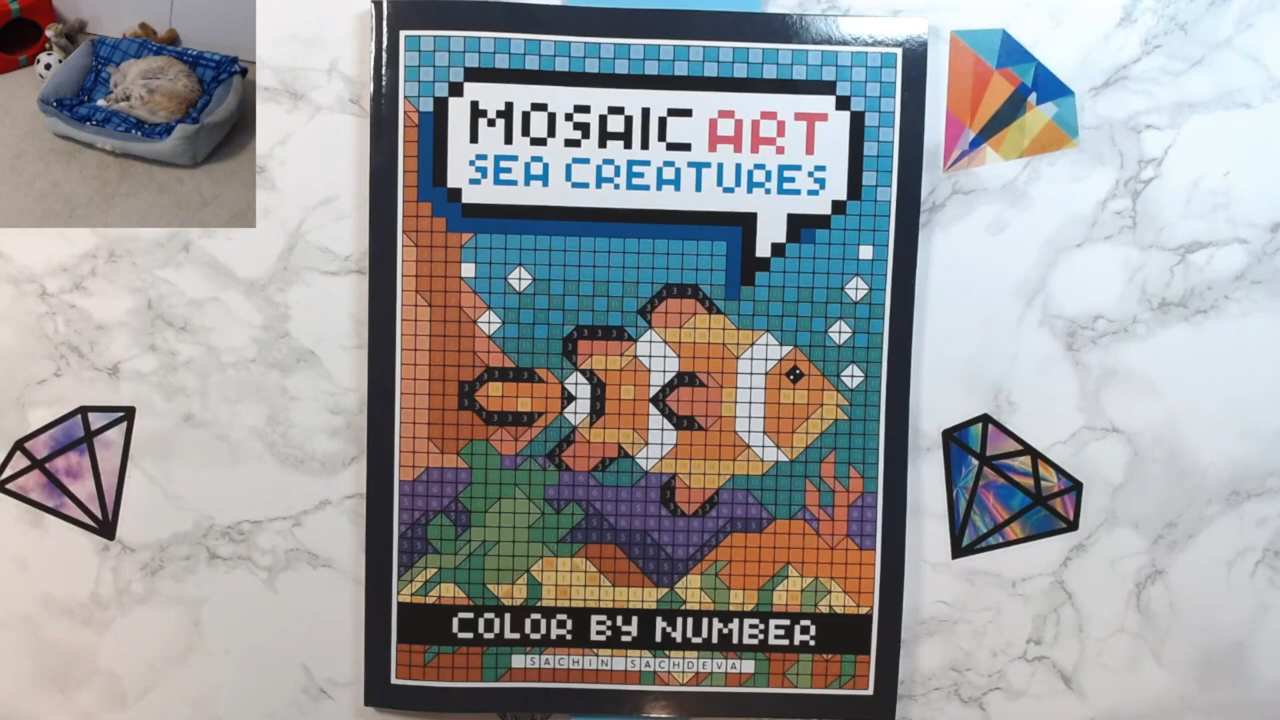 MOSAIC ART
SEA CREATURES
COLOR BY NUMBER
SACHIN SACHDEVA